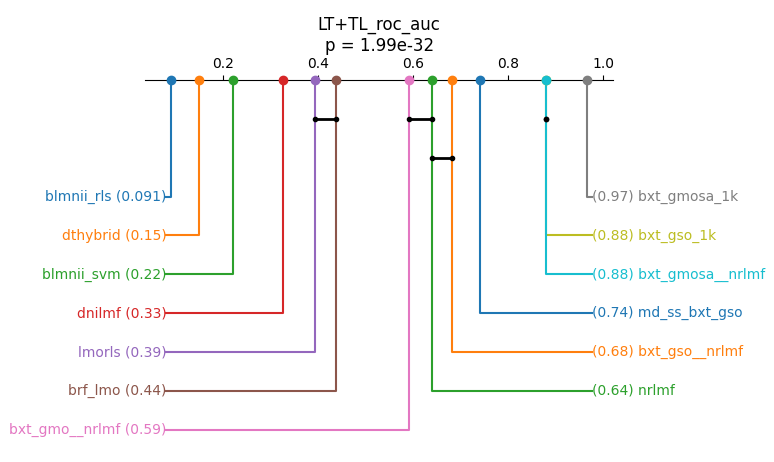 LT+TL_roc_auc
p = 1.99e-32
0.2 0.4 0.6 0.8 1.0
blmnii_rls (0.091) (0.97) bxt_gmosa_1k
dthybrid (0.15) (0.88) bxt_gso_1k
blmnii_svm (0.22) (0.88) bxt_gmosa__nrlmf
dnilmf (0.33) (0.74) md_ss_bxt_gso
lmorls (0.39) (0.68) bxt_gso__nrlmf
brf_lmo (0.44) (0.64) nrlmf
bxt_gmo__nrlmf (0.59)